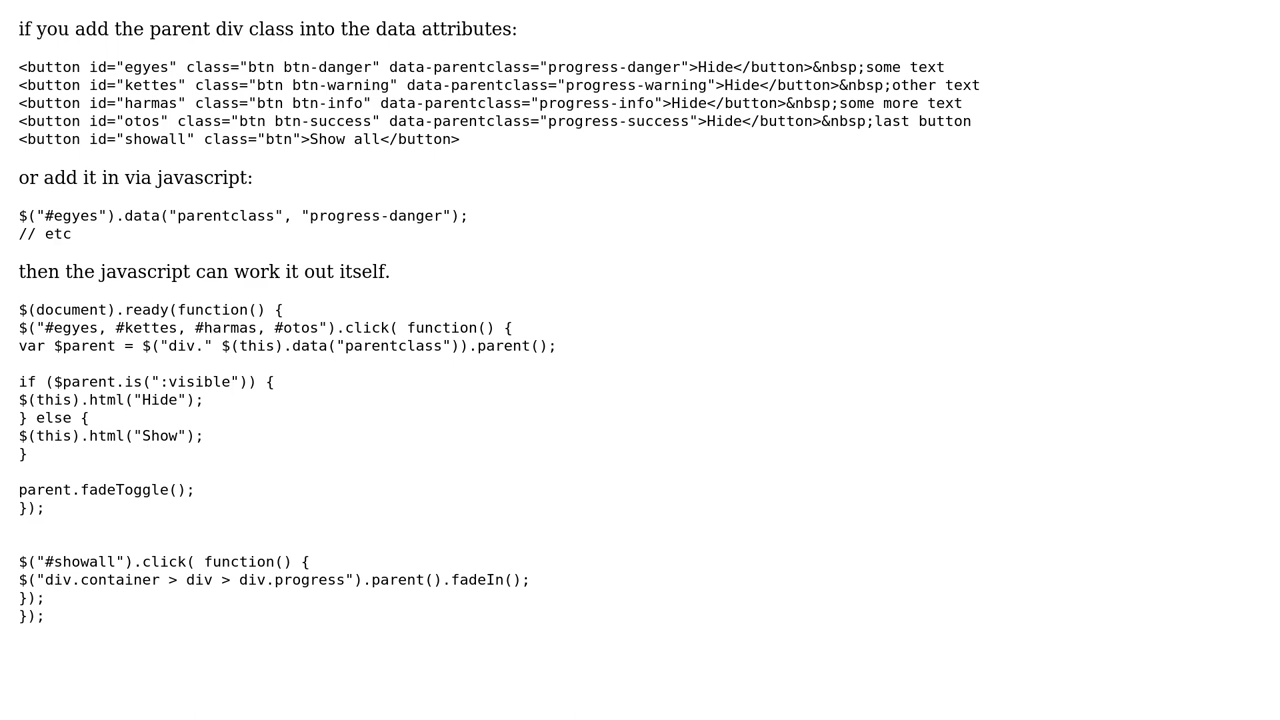 if you add the parent div class into the data attributes:
<button id="egyes" class="btn btn-danger" data-parentclass="progress-danger">Hide</button>&nbsp;some text
<button id="kettes" class="btn btn-warning" data-parentclass="progress-warning">Hide</button>&nbsp;other text
<button id="harmas" class="btn btn-info" data-parentclass="progress-info">Hide</button>&nbsp;some more text
<button id="otos" class="btn btn-success" data-parentclass="progress-success">Hide</button>&nbsp;last button
<button id="showall" class="btn">Show all</button>
or add it in via javascript:
$("#egyes").data("parentclass", "progress-danger");
// etc
then the javascript can work it out itself.
$(document).ready(function() {
$("#egyes, #kettes, #harmas, #otos").click( function() {
var $parent = $("div." $(this).data("parentclass")).parent();
if ($parent.is(":visible")) {
$(this).html("Hide");
} else {
$(this).html("Show");
}
parent.fadeToggle();
});
$("#showall").click( function() {
$("div.container > div > div.progress").parent().fadeIn();
});
});